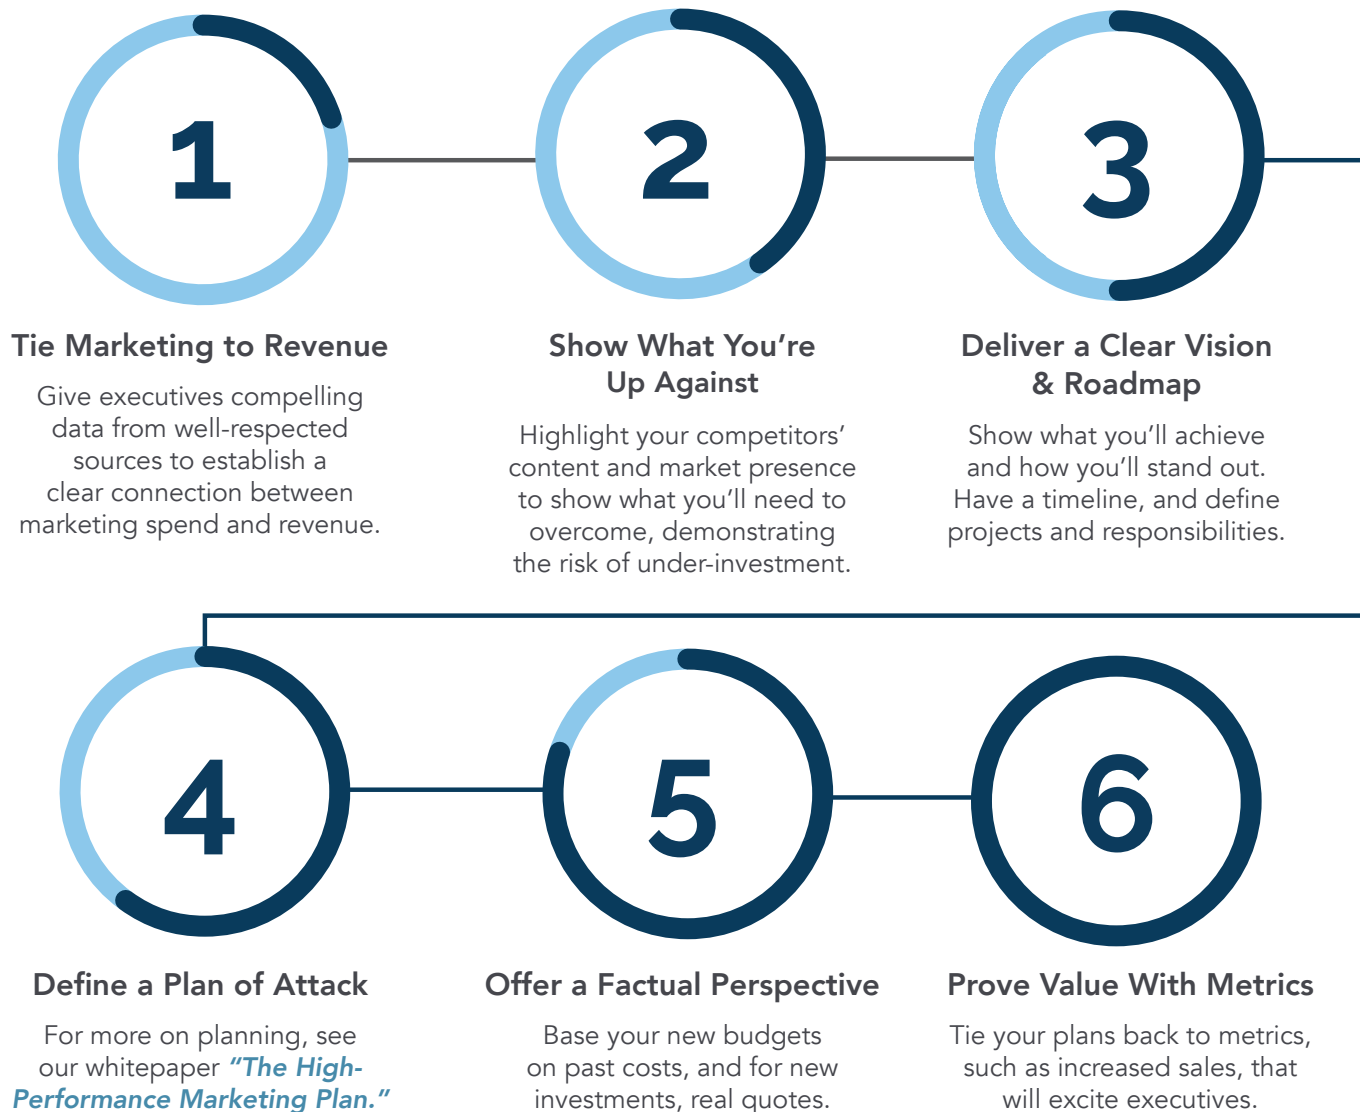 1
Tie Marketing to Revenue
Give executives compelling
data from well-respected
sources to establish a
clear connection between
marketing spend and revenue.
2
Show What You’re
Up Against
Highlight your competitors’
content and market presence
to show what you’ll need to
overcome, demonstrating
the risk of under-investment.
3
Deliver a Clear Vision
& Roadmap
Show what you’ll achieve
and how you’ll stand out.
Have a timeline, and define
projects and responsibilities.
4
Define a Plan of Attack
For more on planning, see
our whitepaper “The High-
Performance Marketing Plan.”
5
Offer a Factual Perspective
Base your new budgets
on past costs, and for new
investments, real quotes.
6
Prove Value With Metrics
Tie your plans back to metrics,
such as increased sales, that
will excite executives.